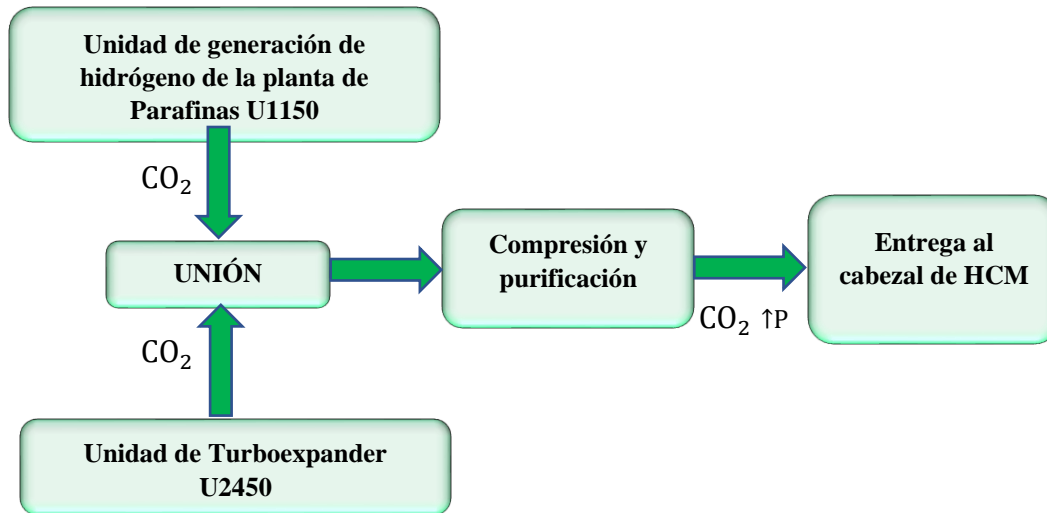 Unidad de generación de
hidrógeno de la planta de
Parafinas U1150
CO₂
UNIÓN
Compresión y
purificación
CO₂ ↑P
Entrega al
cabezal de HCM
CO₂
Unidad de Turboexpander
U2450